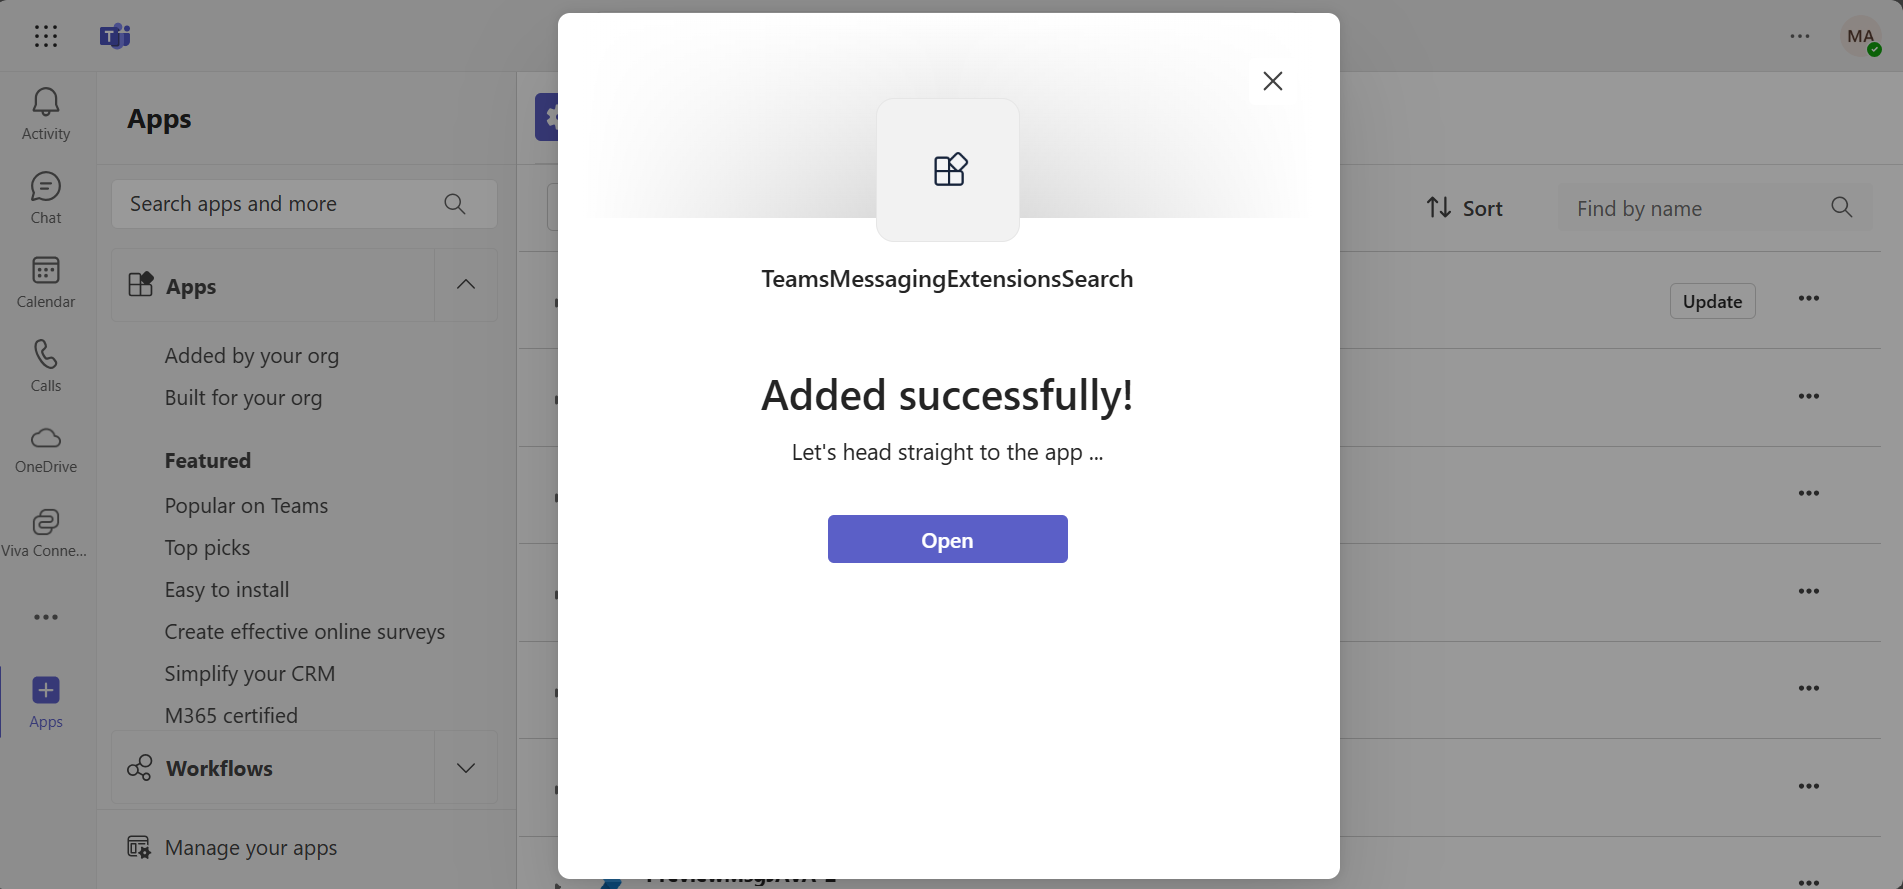 MA
Activity
Chat
Calendar
Calls
OneDrive
Viva Conne...
Apps
Apps
Search apps and more
Apps
Added by your org
Built for your org
Featured
Popular on Teams
Top picks
Easy to install
Create effective online surveys
Simplify your CRM
M365 certified
Workflows
Manage your apps
Sort
Find by name
Update
TeamsMessagingExtensionsSearch
Added successfully!
Let's head straight to the app ...
Open